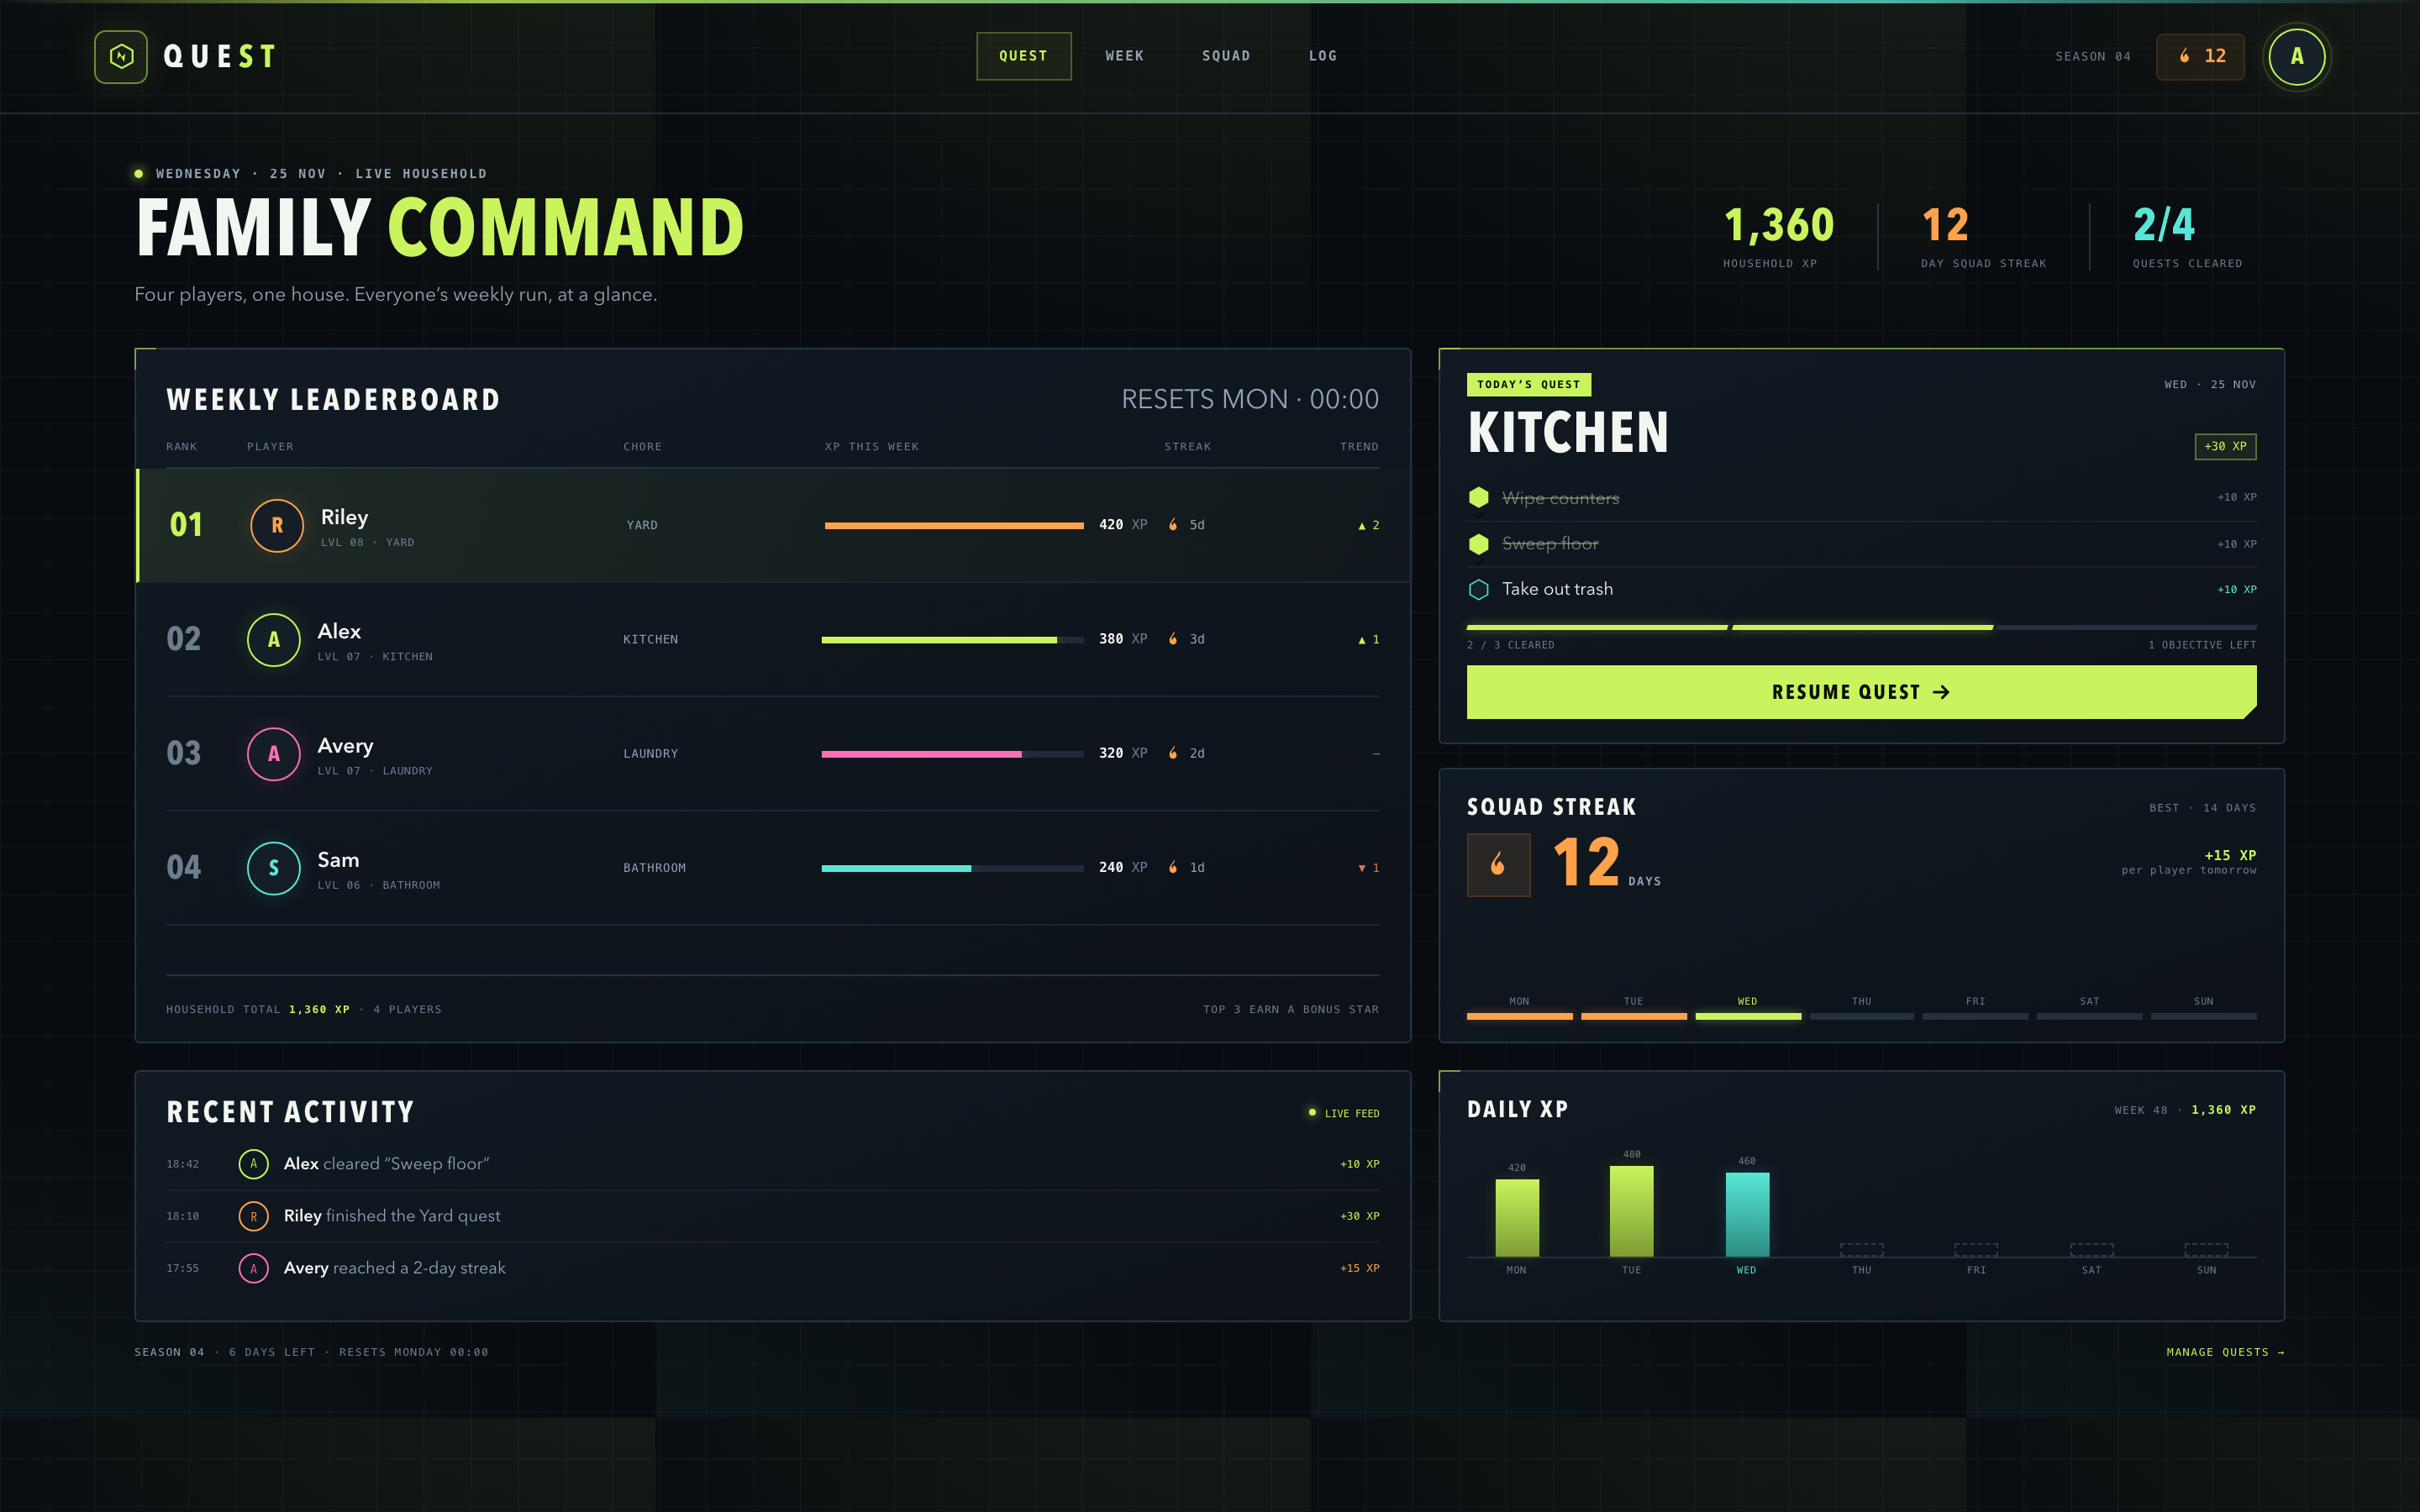 QUEST
QUEST WEEK SQUAD LOG
SEASON 04
12
A
WEDNESDAY · 25 NOV · LIVE HOUSEHOLD
FAMILY COMMAND
Four players, one house. Everyone’s weekly run, at a glance.
1,360
HOUSEHOLD XP
12
DAY SQUAD STREAK
2/4
QUESTS CLEARED
WEEKLY LEADERBOARD
RESETS MON · 00:00
RANK PLAYER CHORE XP THIS WEEK STREAK TREND
01 R Riley YARD 420 XP 5d ▲ 2
LVL 08 · YARD
02 A Alex KITCHEN 380 XP 3d ▲ 1
LVL 07 · KITCHEN
03 A Avery LAUNDRY 320 XP 2d —
LVL 07 · LAUNDRY
04 S Sam BATHROOM 240 XP 1d ▼ 1
LVL 06 · BATHROOM
HOUSEHOLD TOTAL 1,360 XP · 4 PLAYERS
TOP 3 EARN A BONUS STAR
TODAY’S QUEST
WED · 25 NOV
KITCHEN
+30 XP
Wipe counters +10 XP
Sweep floor +10 XP
Take out trash +10 XP
2 / 3 CLEARED
1 OBJECTIVE LEFT
RESUME QUEST →
SQUAD STREAK
BEST · 14 DAYS
12 DAYS
+15 XP
per player tomorrow
MON TUE WED THU FRI SAT SUN
RECENT ACTIVITY
LIVE FEED
18:42 A Alex cleared “Sweep floor” +10 XP
18:10 R Riley finished the Yard quest +30 XP
17:55 A Avery reached a 2-day streak +15 XP
DAILY XP
WEEK 48 · 1,360 XP
420 480 460
MON TUE WED THU FRI SAT SUN
SEASON 04 · 6 DAYS LEFT · RESETS MONDAY 00:00
MANAGE QUESTS →